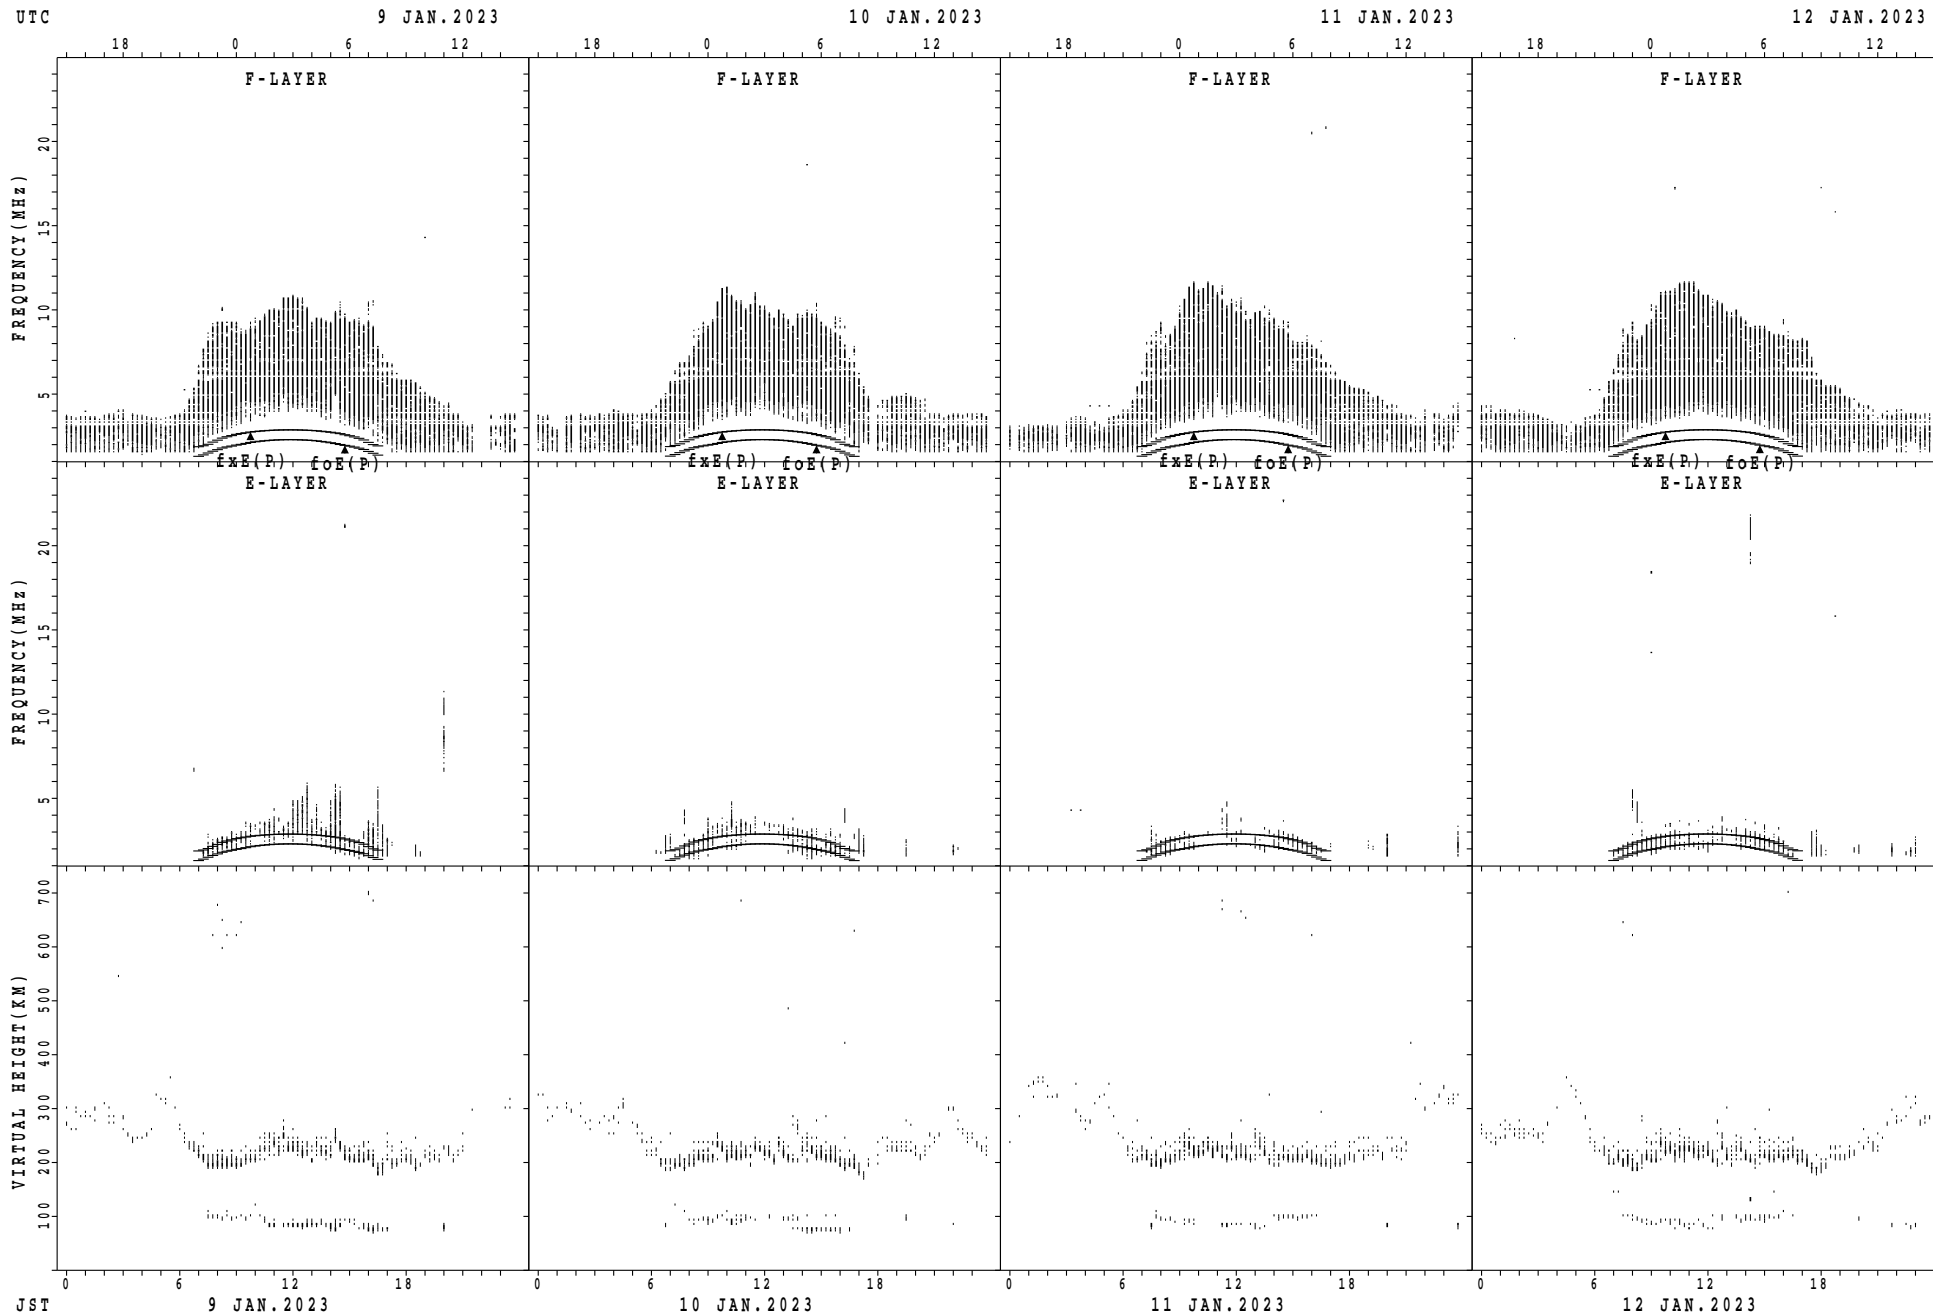 UTC 9 JAN.2023 10 JAN.2023 11 JAN.2023 12 JAN.2023
18 0 6 12 0 6 12 18 0 6 12 18 0 6 12
F-LAYER F-LAYER F-LAYER F-LAYER
FREQUENCY(MHz)
20
15
10
5
fxE(P) foE(P) fxE(P) foE(P) fxE(P) foE(P) fxE(P) foE(P)
E-LAYER E-LAYER E-LAYER E-LAYER
FREQUENCY(MHz)
20
15
10
5
VIRTUAL HEIGHT(KM)
700
600
500
400
300
200
100
0 6 12 18 0 6 12 18 0 6 12 18 0 6 12 18
JST 9 JAN.2023 10 JAN.2023 11 JAN.2023 12 JAN.2023